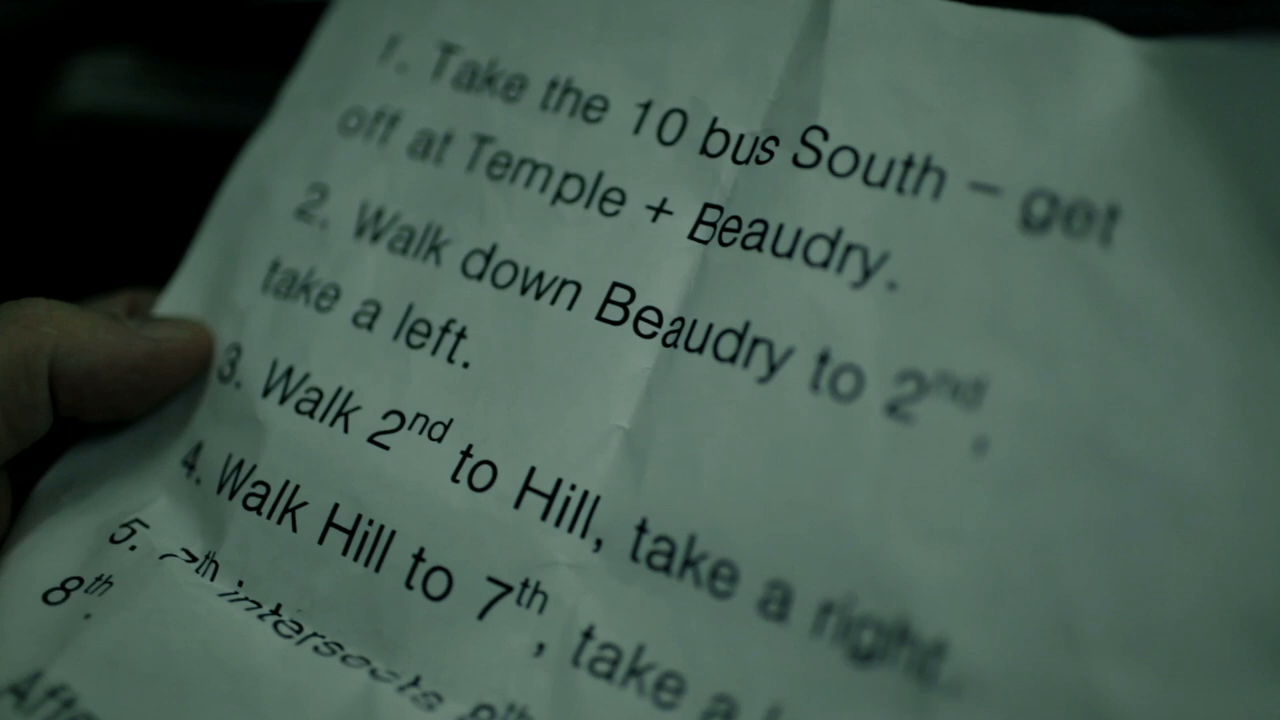 1. Take the 10 bus South – get
off at Temple + Beaudry.
2. Walk down Beaudry to 2nd,
take a left.
3. Walk 2nd to Hill, take a right.
4. Walk Hill to 7th, take a
5. 7th intersects
8th.